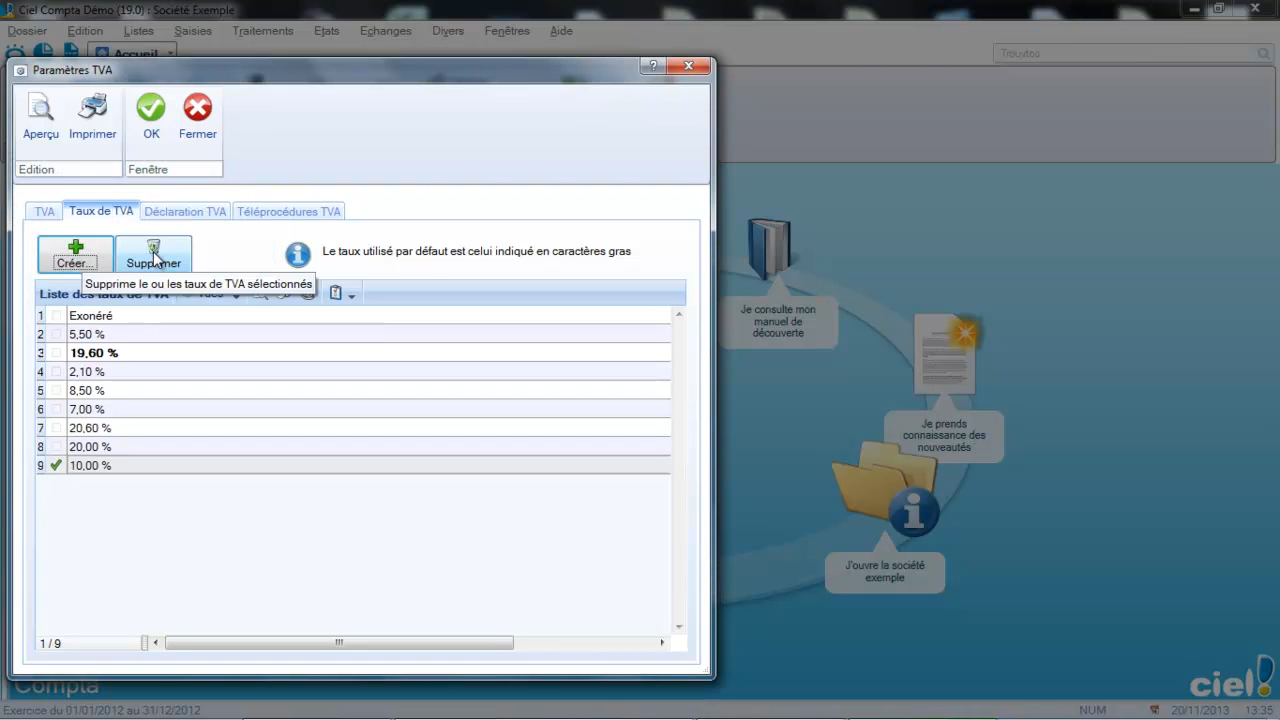 Ciel Compta Démo (19.0) : Société Exemple
Dossier Edition Listes Saisies Traitements Etats Echanges Divers Fenêtres Aide
Accueil
Trouvtou
Paramètres TVA
Aperçu Imprimer OK Fermer
Edition Fenêtre
TVA Taux de TVA Déclaration TVA Téléprocédures TVA
Créer... Supprimer
Le taux utilisé par défaut est celui indiqué en caractères gras
Supprime le ou les taux de TVA sélectionnés
Liste des taux de TVA
1 Exonéré
2 5,50 %
3 19,60 %
4 2,10 %
5 8,50 %
6 7,00 %
7 20,60 %
8 20,00 %
9 10,00 %
1 / 9
Je consulte mon
manuel de
découverte
Je prends
connaissance des
nouveautés
J'ouvre la société
exemple
Compta
ciel!
Exercice du 01/01/2012 au 31/12/2012
NUM 20/11/2013 13:35